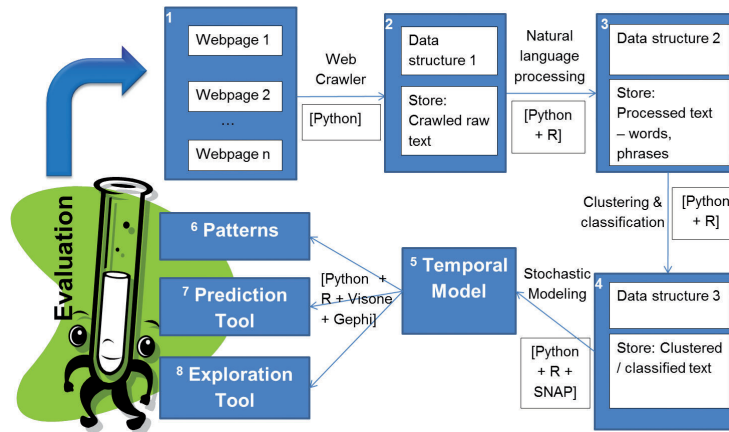 1
Webpage 1
Webpage 2
...
Webpage n
Web
Crawler
[Python]
2
Data
structure 1
Store:
Crawled raw
text
Natural
language
processing
[Python
+ R]
3
Data structure 2
Store:
Processed text
– words,
phrases
Clustering &
classification
[Python
+ R]
4
Data structure 3
Store: Clustered
/ classified text
Stochastic
Modeling
[Python
+ R +
SNAP]
5 Temporal
Model
[Python +
R + Visone
+ Gephi]
6 Patterns
7 Prediction
Tool
8 Exploration
Tool
Evaluation